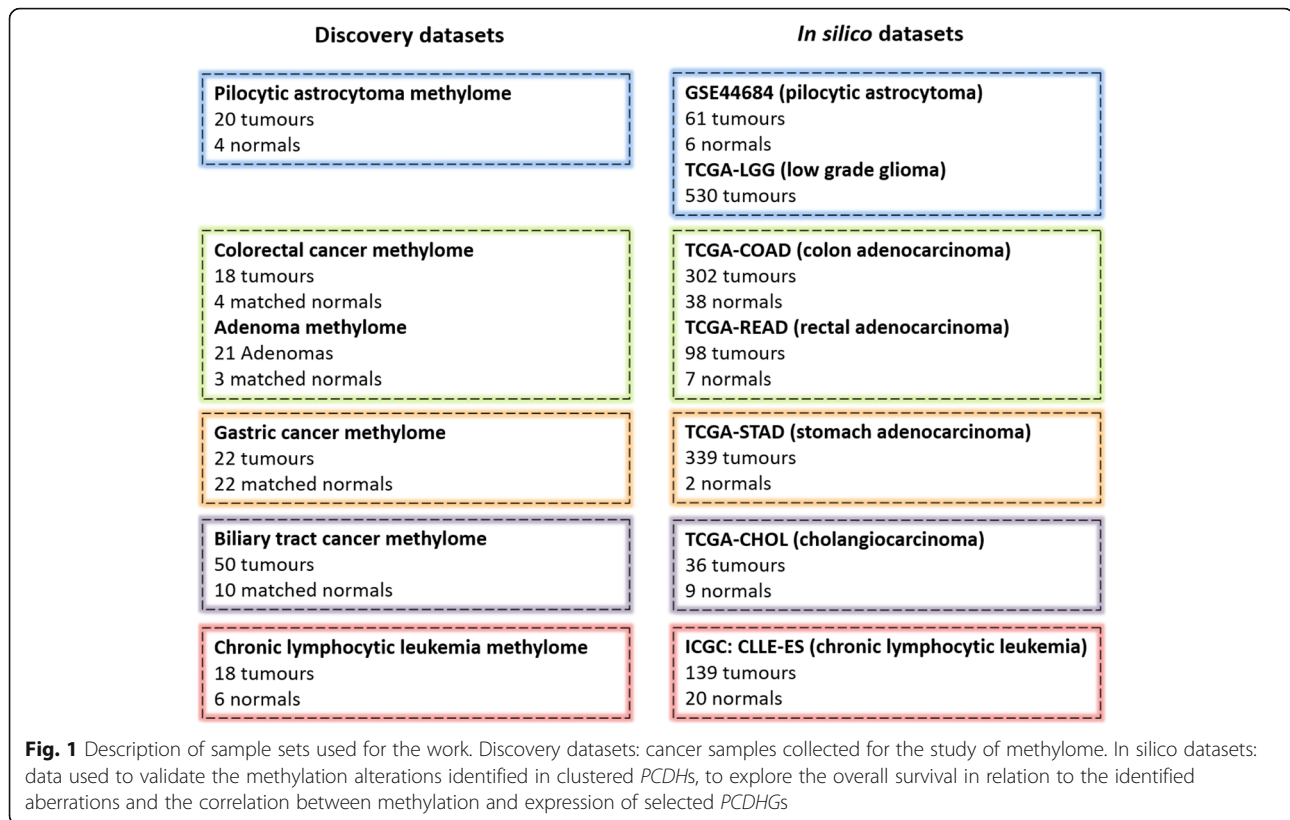 Discovery datasets
In silico datasets
Pilocytic astrocytoma methylome
20 tumours
4 normals
GSE44684 (pilocytic astrocytoma)
61 tumours
6 normals
TCGA-LGG (low grade glioma)
530 tumours
Colorectal cancer methylome
18 tumours
4 matched normals
Adenoma methylome
21 Adenomas
3 matched normals
TCGA-COAD (colon adenocarcinoma)
302 tumours
38 normals
TCGA-READ (rectal adenocarcinoma)
98 tumours
7 normals
Gastric cancer methylome
22 tumours
22 matched normals
TCGA-STAD (stomach adenocarcinoma)
339 tumours
2 normals
Biliary tract cancer methylome
50 tumours
10 matched normals
TCGA-CHOL (cholangiocarcinoma)
36 tumours
9 normals
Chronic lymphocytic leukemia methylome
18 tumours
6 normals
ICGC: CLLE-ES (chronic lymphocytic leukemia)
139 tumours
20 normals
Fig. 1 Description of sample sets used for the work. Discovery datasets: cancer samples collected for the study of methylome. In silico datasets:
data used to validate the methylation alterations identified in clustered PCDHs, to explore the overall survival in relation to the identified
aberrations and the correlation between methylation and expression of selected PCDHGs